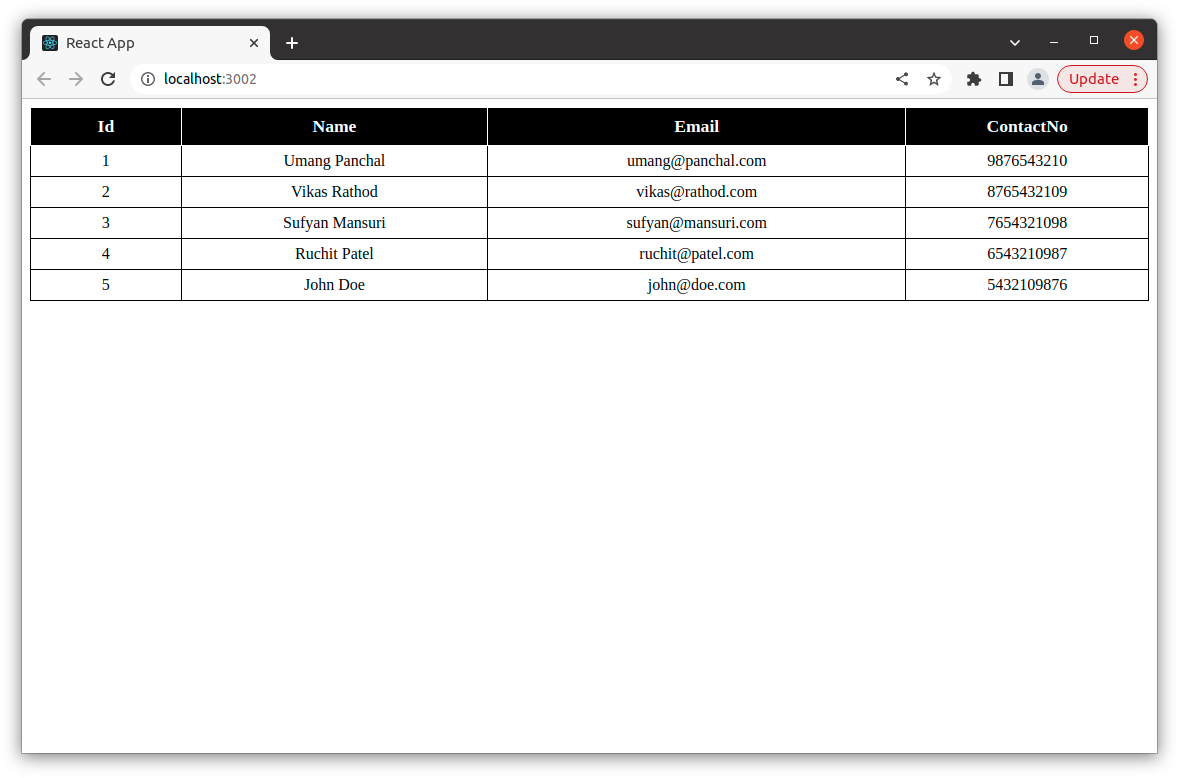 React App
localhost:3002
Update
Id Name Email ContactNo
1 Umang Panchal umang@panchal.com 9876543210
2 Vikas Rathod vikas@rathod.com 8765432109
3 Sufyan Mansuri sufyan@mansuri.com 7654321098
4 Ruchit Patel ruchit@patel.com 6543210987
5 John Doe john@doe.com 5432109876